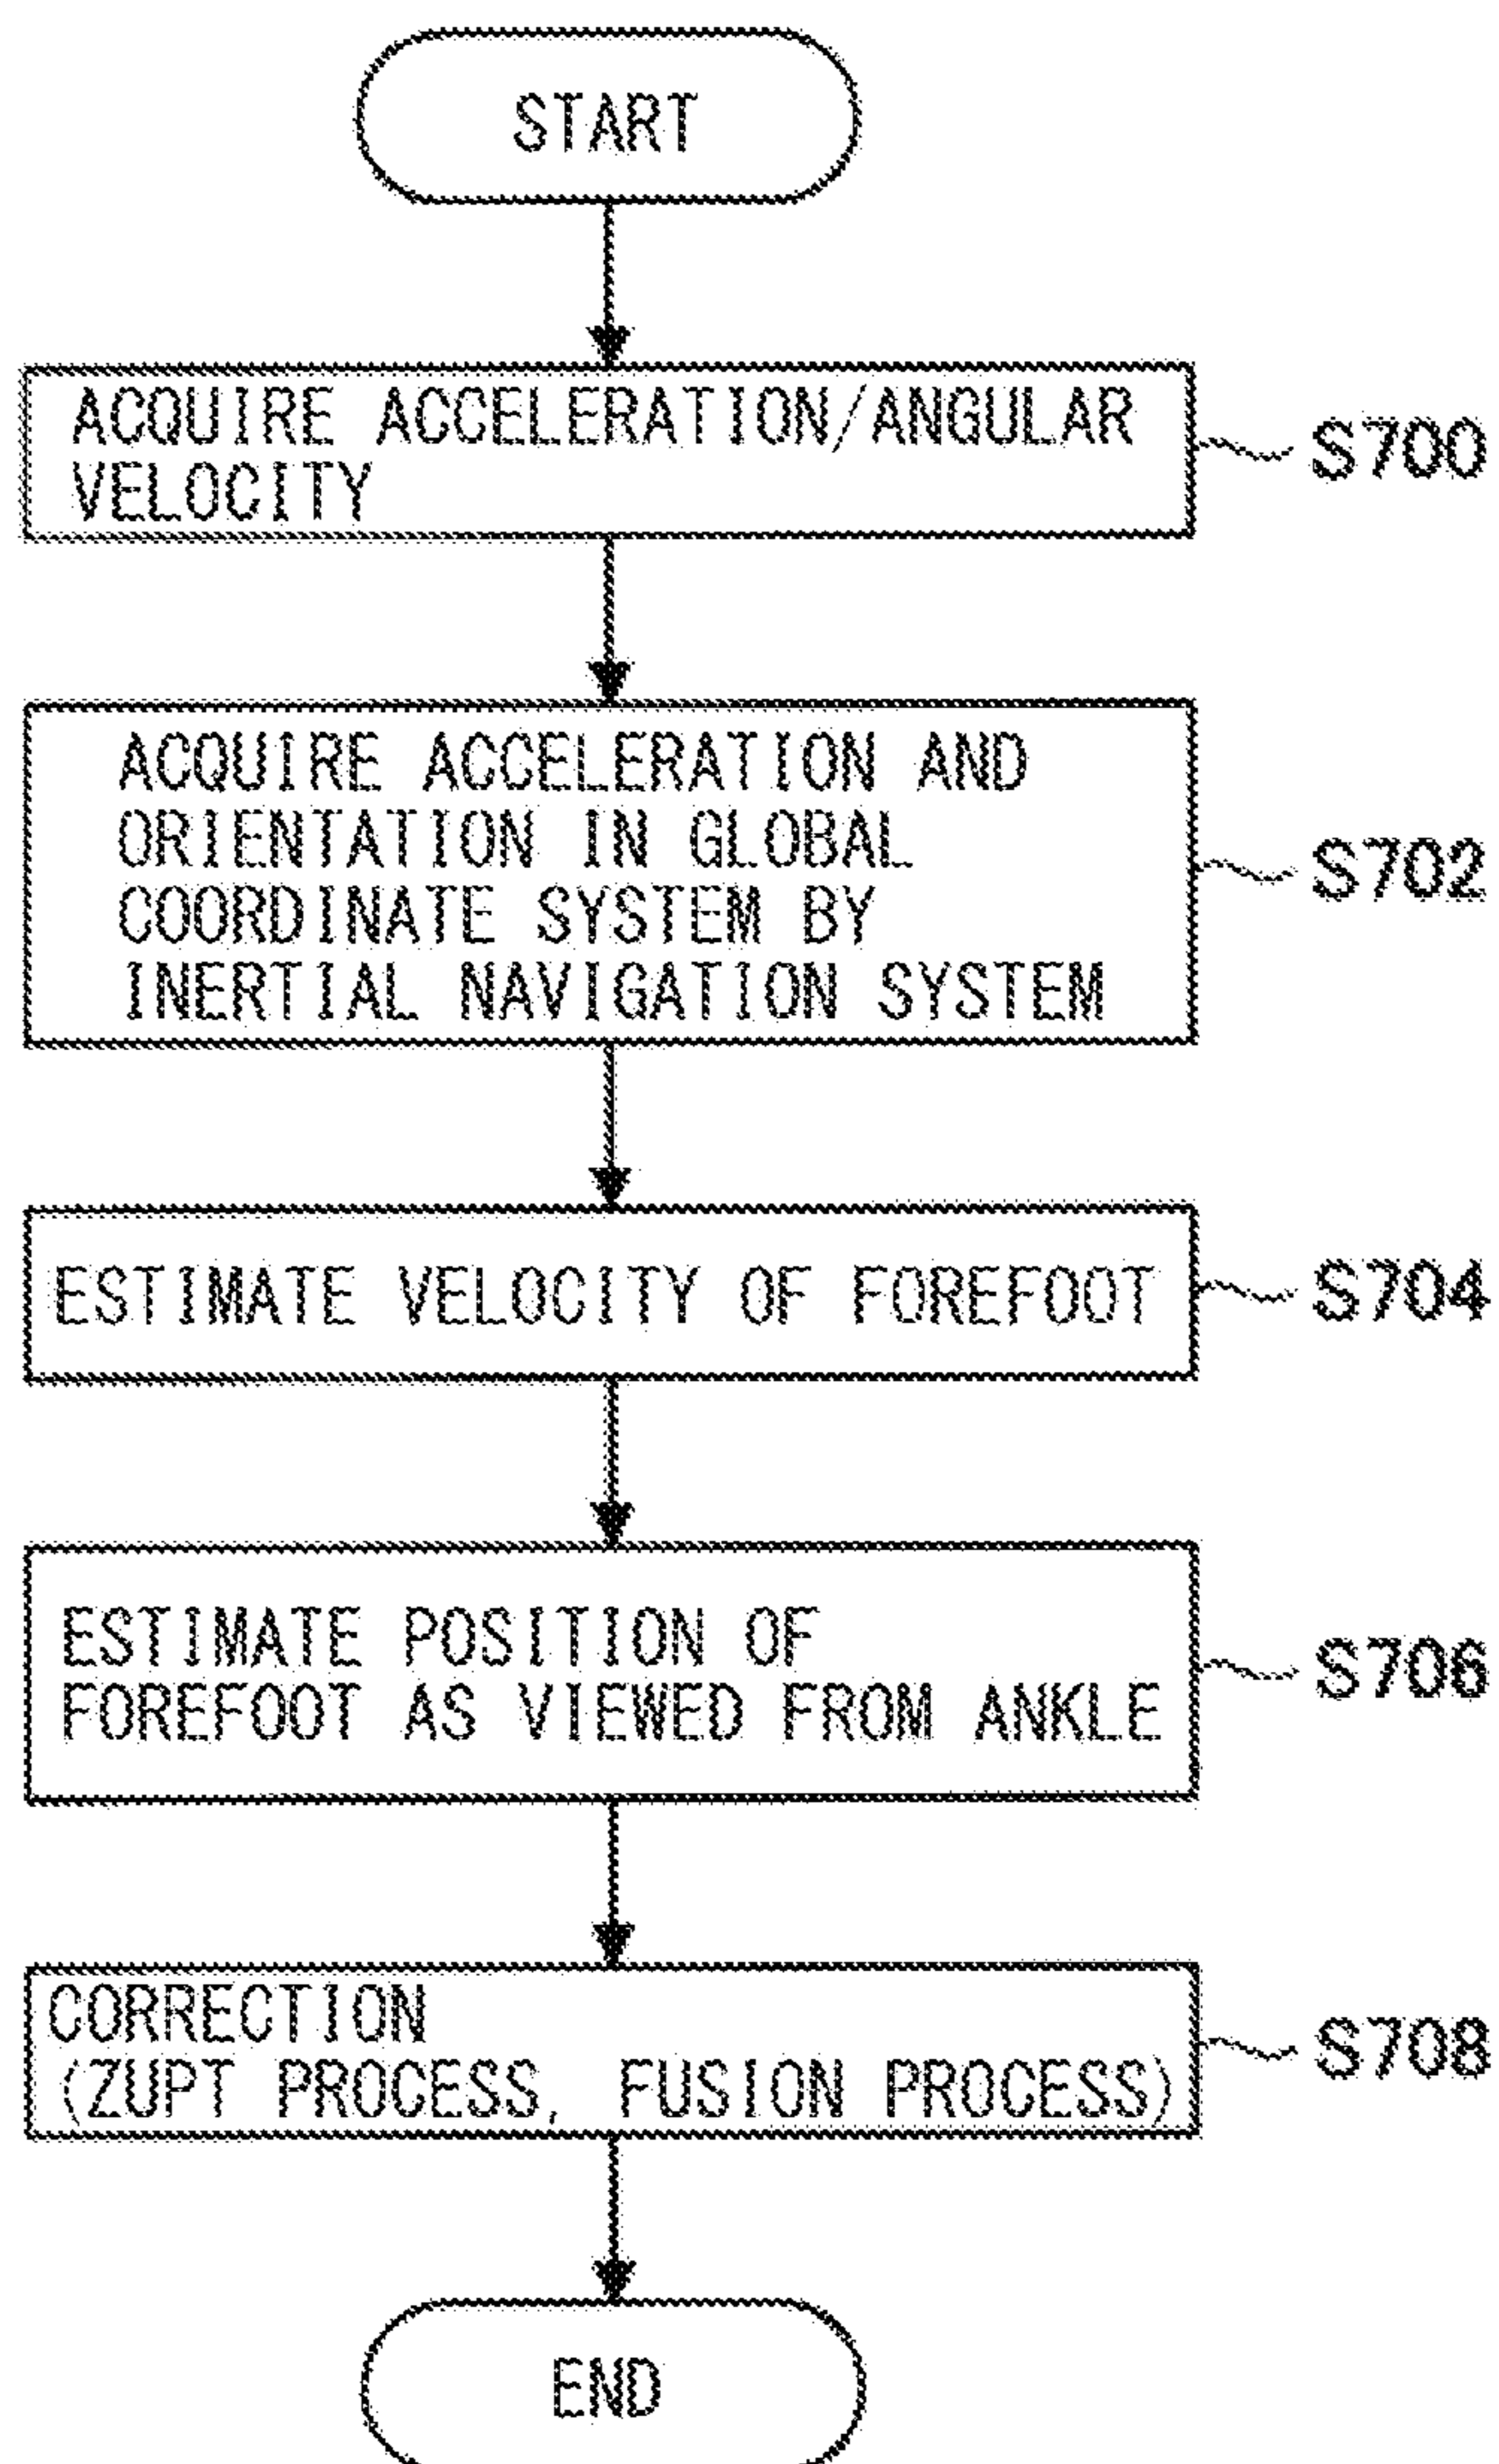 START
ACQUIRE ACCELERATION/ANGULAR
VELOCITY
S700
ACQUIRE ACCELERATION AND
ORIENTATION IN GLOBAL
COORDINATE SYSTEM BY
INERTIAL NAVIGATION SYSTEM
S702
ESTIMATE VELOCITY OF FOREFOOT
S704
ESTIMATE POSITION OF
FOREFOOT AS VIEWED FROM ANKLE
S706
CORRECTION
(ZUPT PROCESS, FUSION PROCESS)
S708
END